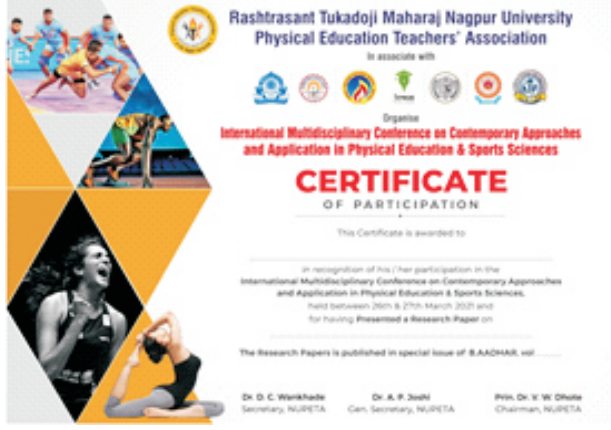 Rashtrasant Tukadoji Maharaj Nagpur University
Physical Education Teachers' Association
In associate with
Organise
International Multidisciplinary Conference on Contemporary Approaches
and Application in Physical Education & Sports Sciences
CERTIFICATE
OF PARTICIPATION
This Certificate is awarded to
in recognition of his / her participation in the
International Multidisciplinary Conference on Contemporary Approaches
and Application in Physical Education & Sports Sciences,
held between 26th & 27th March 2021 and
for having Presented a Research Paper on
The Research Papers is published in special issue of B.AADHAR, vol
Dr. D. C. Wankhade
Secretary, NUPETA
Dr. A. P. Joshi
Gen. Secretary, NUPETA
Prin. Dr. V. W. Dhote
Chairman, NUPETA